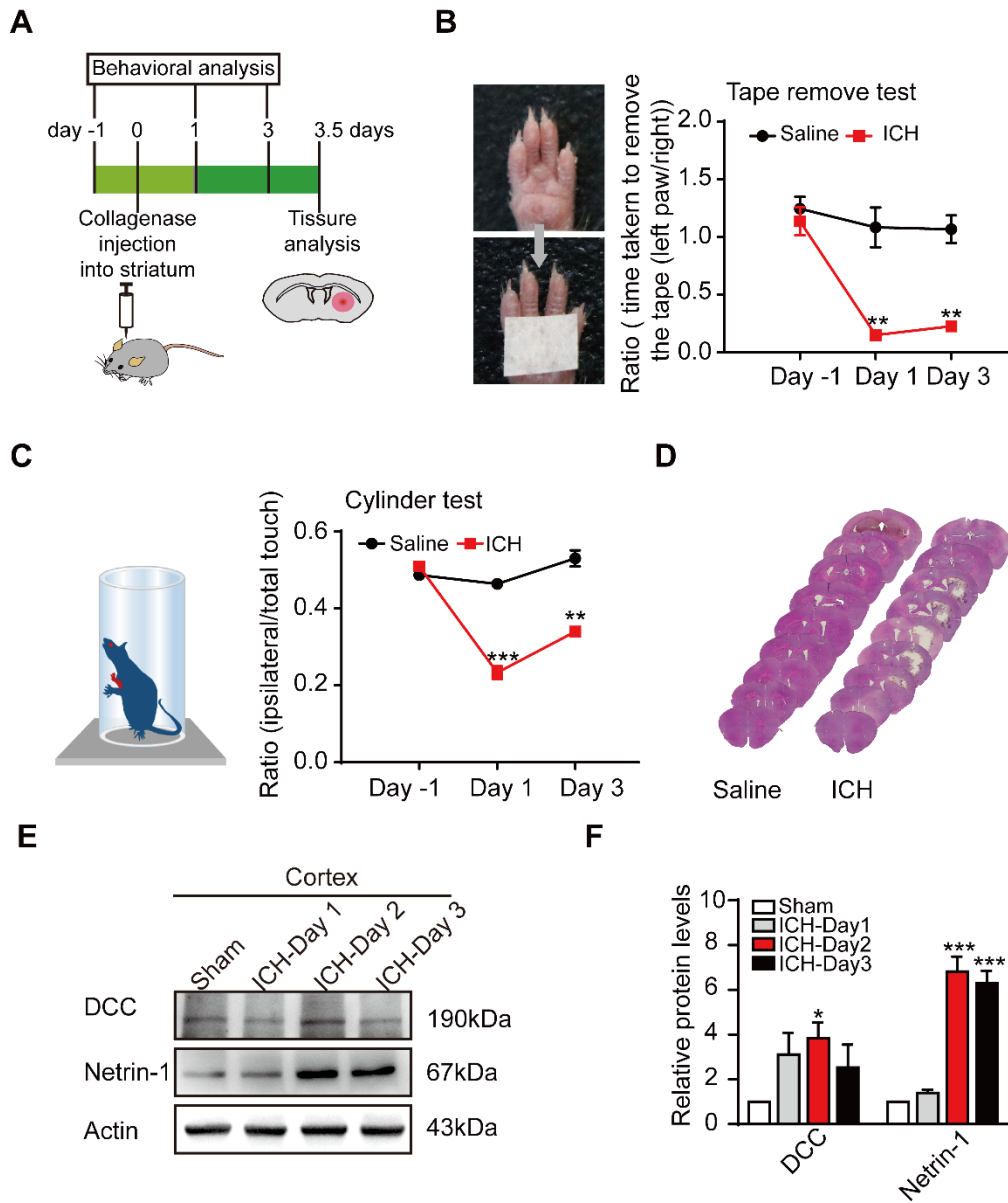 A
Behavioral analysis
day -1 0 1 3 3.5 days
Collagenase
injection
into striatum
Tissure
analysis
B
Tape remove test
Ratio ( time takern to remove
the tape (left paw/right))
2.0
1.5
1.0
0.5
0.0
Saline ICH
** **
Day -1 Day 1 Day 3
C
Cylinder test
Ratio (ipsilateral/total touch)
0.6
0.4
0.2
0.0
Saline ICH
*** **
Day -1 Day 1 Day 3
D
Saline ICH
E
Cortex
Sham ICH-Day 1 ICH-Day 2 ICH-Day 3
DCC 190kDa
Netrin-1 67kDa
Actin 43kDa
F
Relative protein levels
10
8
6
4
2
0
Sham
ICH-Day1
ICH-Day2
ICH-Day3
* *** ***
DCC Netrin-1